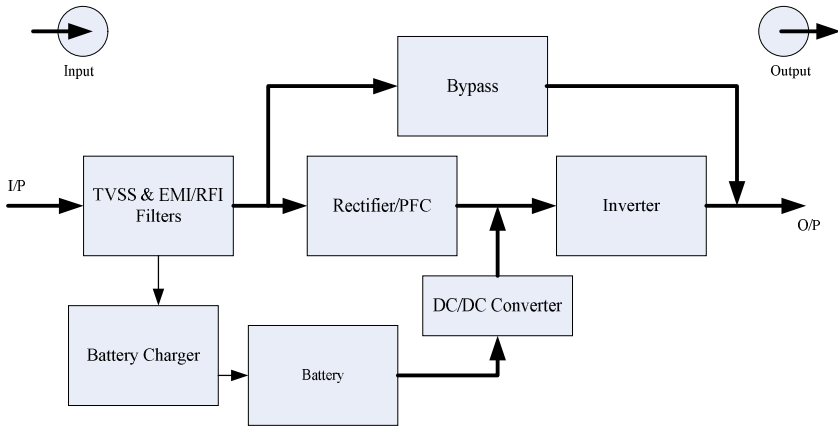 Input
Output
Bypass
I/P
TVSS & EMI/RFI
Filters
Rectifier/PFC
Inverter
O/P
DC/DC Converter
Battery Charger
Battery